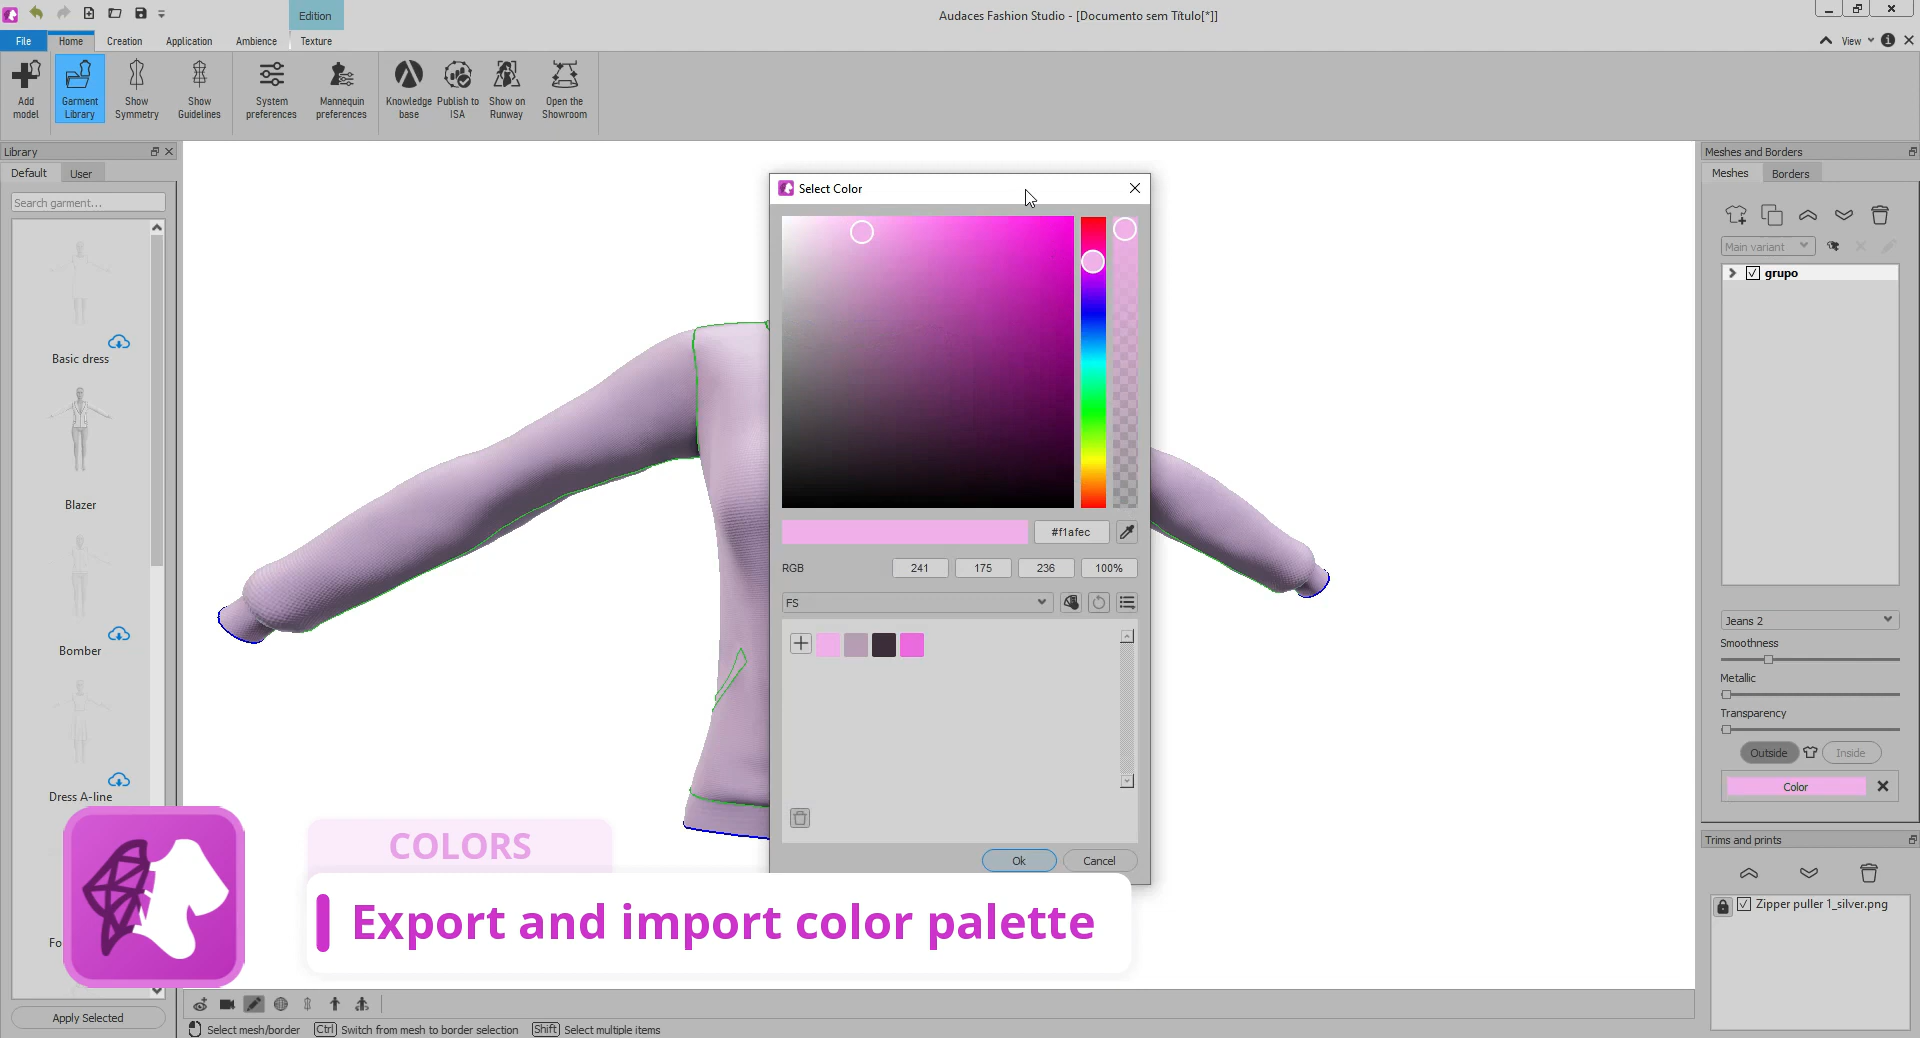 Edition
Audaces Fashion Studio - [Documento sem Título[*]]
File
Home
Creation
Application
Ambience
Texture
View
Add model
Garment Library
Show Symmetry
Show Guidelines
System preferences
Mannequin preferences
Knowledge base
Publish to ISA
Show on Runway
Open the Showroom
Library
Default
User
Search garment...
Basic dress
Blazer
Bomber
Dress A-line
Fo
Apply Selected
Select Color
#f1afec
RGB
241
175
236
100%
FS
Ok
Cancel
COLORS
Export and import color palette
Select mesh/border
Ctrl
Switch from mesh to border selection
Shift
Select multiple items
Meshes and Borders
Meshes
Borders
Main variant
grupo
Jeans 2
Smoothness
Metallic
Transparency
Outside
Inside
Color
Trims and prints
Zipper puller 1_silver.png